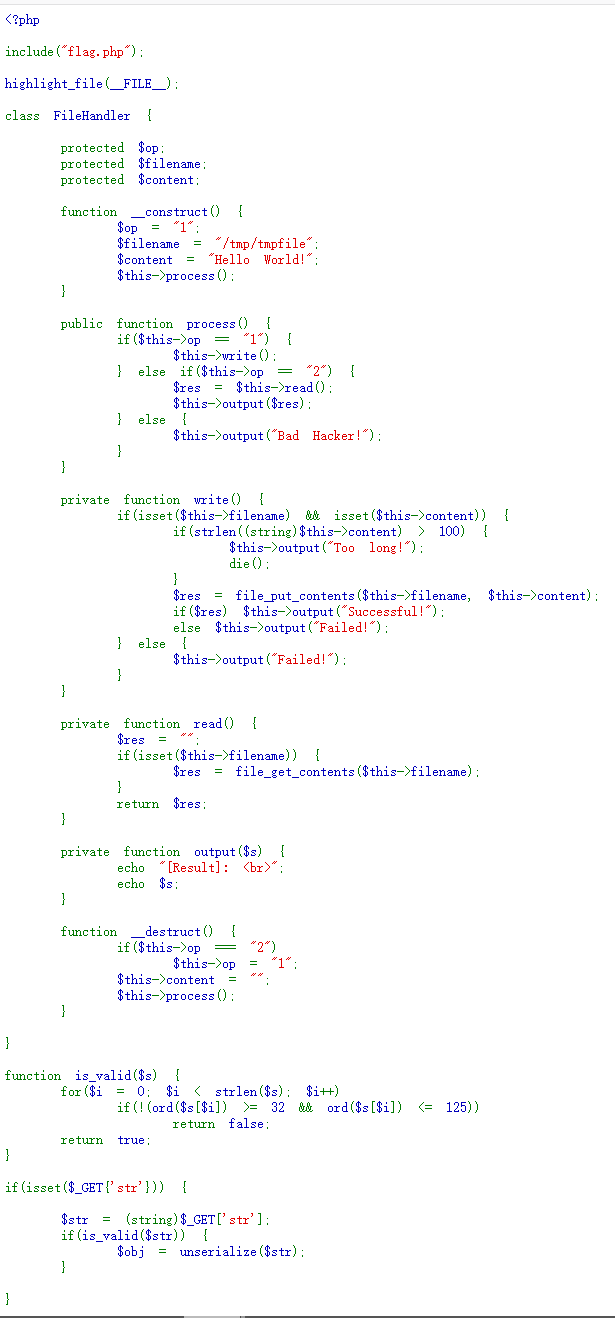 <?php
include("flag.php");
highlight_file(__FILE__);
class FileHandler {
protected $op;
protected $filename;
protected $content;
function __construct() {
$op = "1";
$filename = "/tmp/tmpfile";
$content = "Hello World!";
$this->process();
}
public function process() {
if($this->op == "1") {
$this->write();
} else if($this->op == "2") {
$res = $this->read();
$this->output($res);
} else {
$this->output("Bad Hacker!");
}
}
private function write() {
if(isset($this->filename) && isset($this->content)) {
if(strlen((string)$this->content) > 100) {
$this->output("Too long!");
die();
}
$res = file_put_contents($this->filename, $this->content);
if($res) $this->output("Successful!");
else $this->output("Failed!");
} else {
$this->output("Failed!");
}
}
private function read() {
$res = "";
if(isset($this->filename)) {
$res = file_get_contents($this->filename);
}
return $res;
}
private function output($s) {
echo "[Result]: <br>";
echo $s;
}
function __destruct() {
if($this->op === "2")
$this->op = "1";
$this->content = "";
$this->process();
}
}
function is_valid($s) {
for($i = 0; $i < strlen($s); $i++)
if(!(ord($s[$i]) >= 32 && ord($s[$i]) <= 125))
return false;
return true;
}
if(isset($_GET{'str'})) {
$str = (string)$_GET['str'];
if(is_valid($str)) {
$obj = unserialize($str);
}
}